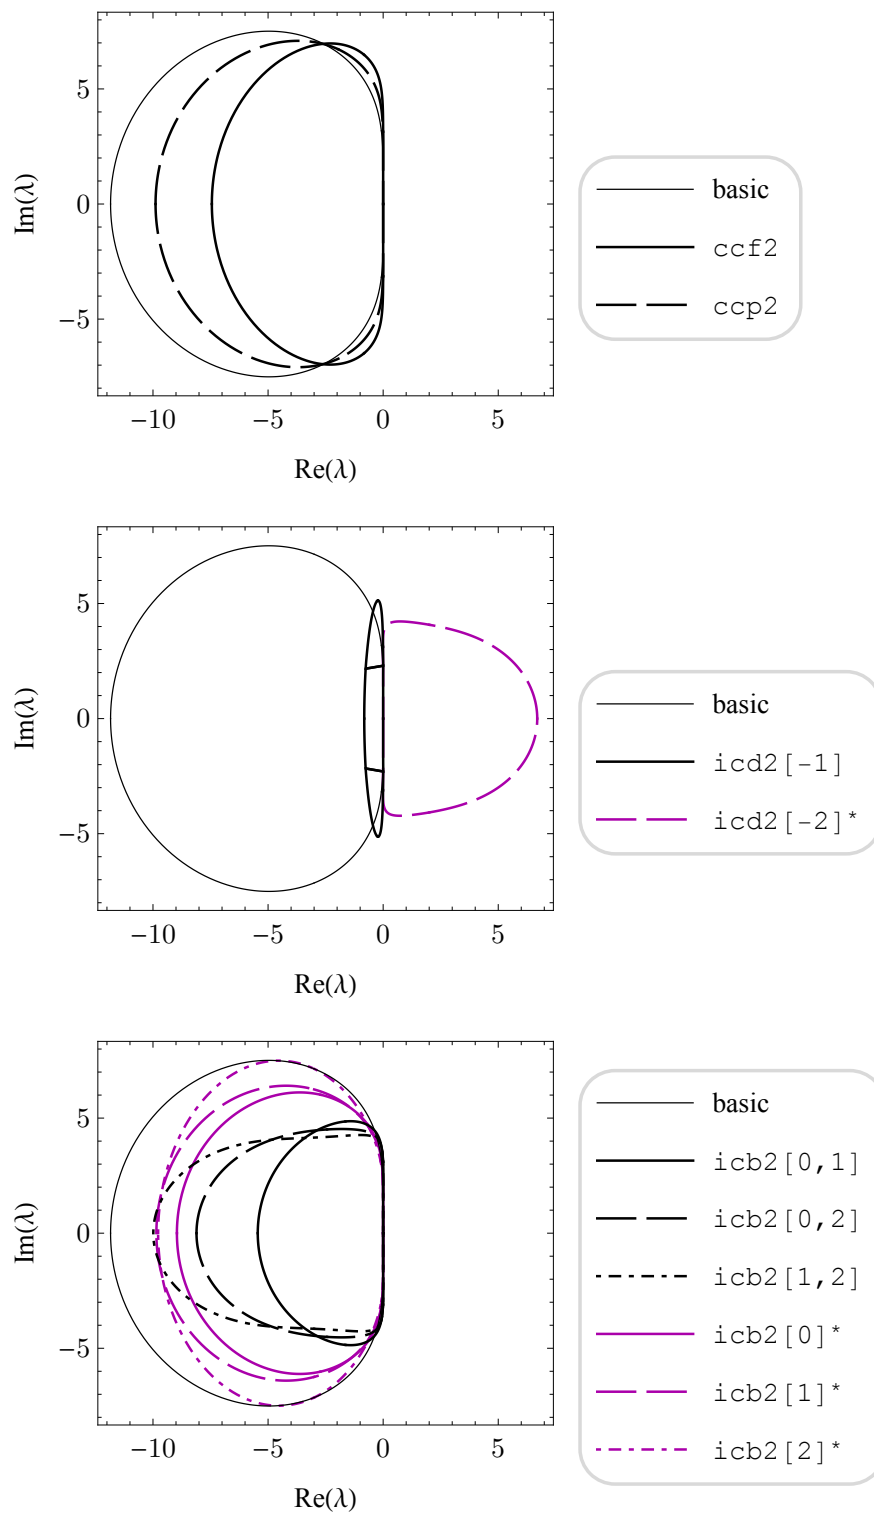 5
0
−5
Im(λ)
−10
−5
0
5
Re(λ)
basic
ccf2
ccp2
5
0
−5
Im(λ)
−10
−5
0
5
Re(λ)
basic
icd2[-1]
icd2[-2]*
5
0
−5
Im(λ)
−10
−5
0
5
Re(λ)
basic
icb2[0,1]
icb2[0,2]
icb2[1,2]
icb2[0]*
icb2[1]*
icb2[2]*